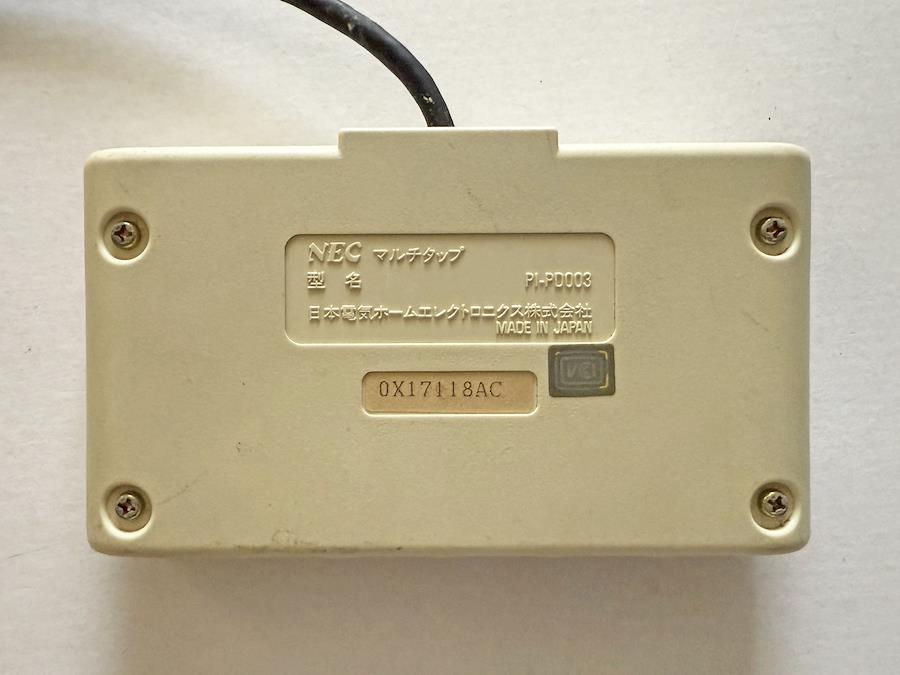 NEC マルチタップ
型 名 PI-PD003
日本電気ホームエレクトロニクス株式会社
MADE IN JAPAN
VCI
0X17118AC